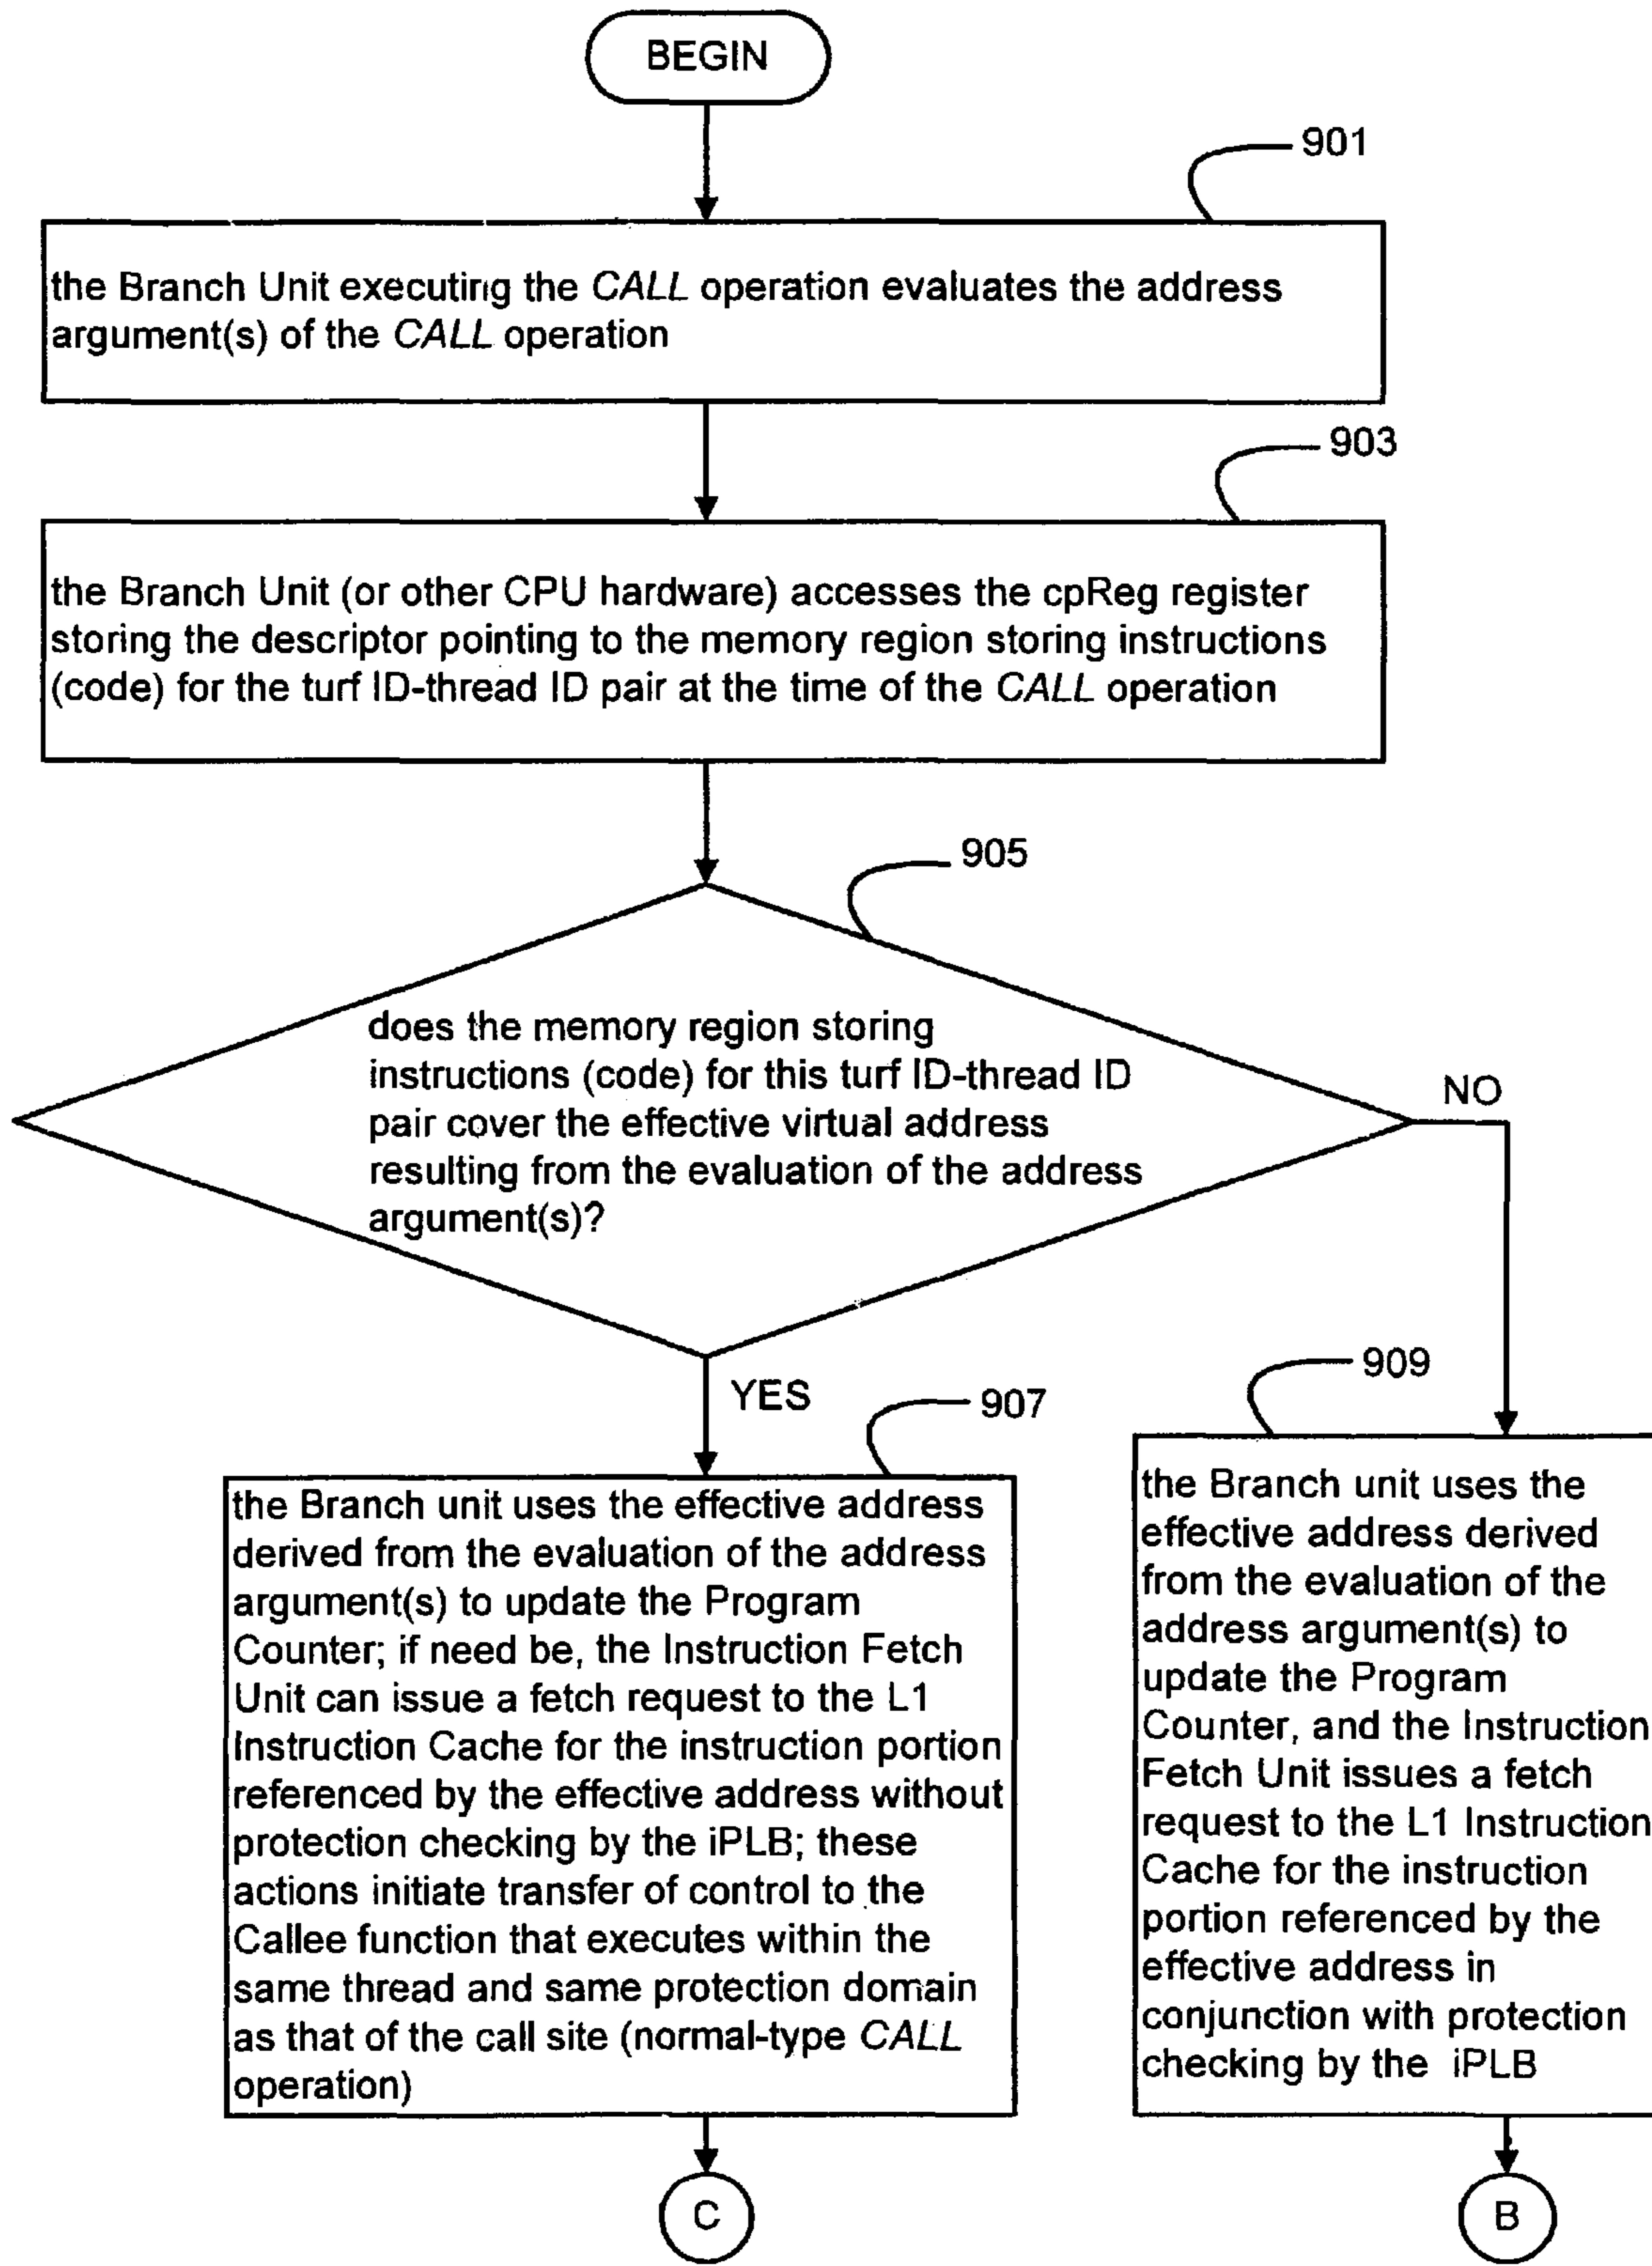 BEGIN
901
the Branch Unit executing the CALL operation evaluates the address
argument(s) of the CALL operation
903
the Branch Unit (or other CPU hardware) accesses the cpReg register
storing the descriptor pointing to the memory region storing instructions
(code) for the turf ID-thread ID pair at the time of the CALL operation
905
does the memory region storing
instructions (code) for this turf ID-thread ID
pair cover the effective virtual address
resulting from the evaluation of the address
argument(s)?
NO
YES
907
the Branch unit uses the effective address
derived from the evaluation of the address
argument(s) to update the Program
Counter; if need be, the Instruction Fetch
Unit can issue a fetch request to the L1
Instruction Cache for the instruction portion
referenced by the effective address without
protection checking by the iPLB; these
actions initiate transfer of control to the
Callee function that executes within the
same thread and same protection domain
as that of the call site (normal-type CALL
operation)
909
the Branch unit uses the
effective address derived
from the evaluation of the
address argument(s) to
update the Program
Counter, and the Instruction
Fetch Unit issues a fetch
request to the L1 Instruction
Cache for the instruction
portion referenced by the
effective address in
conjunction with protection
checking by the iPLB
C
B